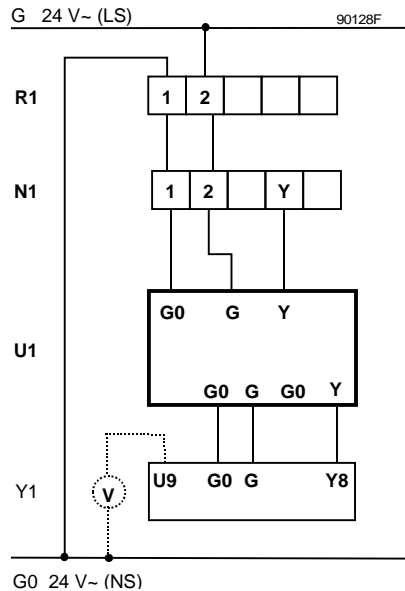 G 24 V~ (LS)
90128F
R1 1 2
N1 1 2 Y
G0 G Y
U1
G0 G G0 Y
Y1 V U9 G0 G Y8
G0 24 V~ (NS)